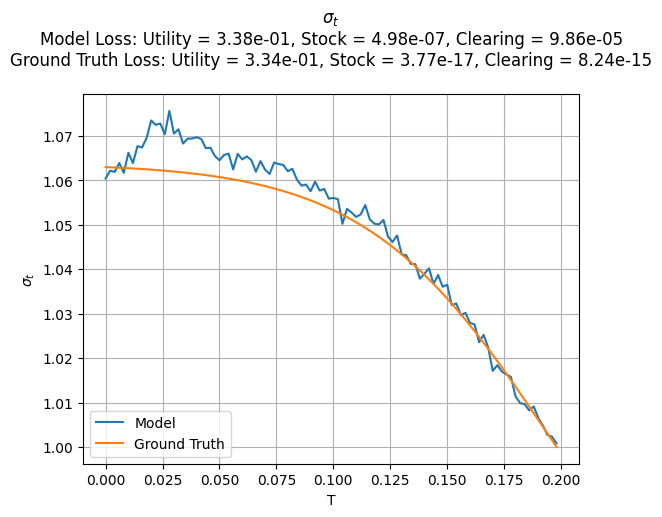 σ_t
Model Loss: Utility = 3.38e-01, Stock = 4.98e-07, Clearing = 9.86e-05
Ground Truth Loss: Utility = 3.34e-01, Stock = 3.77e-17, Clearing = 8.24e-15
σ_t
1.07
1.06
1.05
1.04
1.03
1.02
1.01
1.00
Model
Ground Truth
0.000 0.025 0.050 0.075 0.100 0.125 0.150 0.175 0.200
T